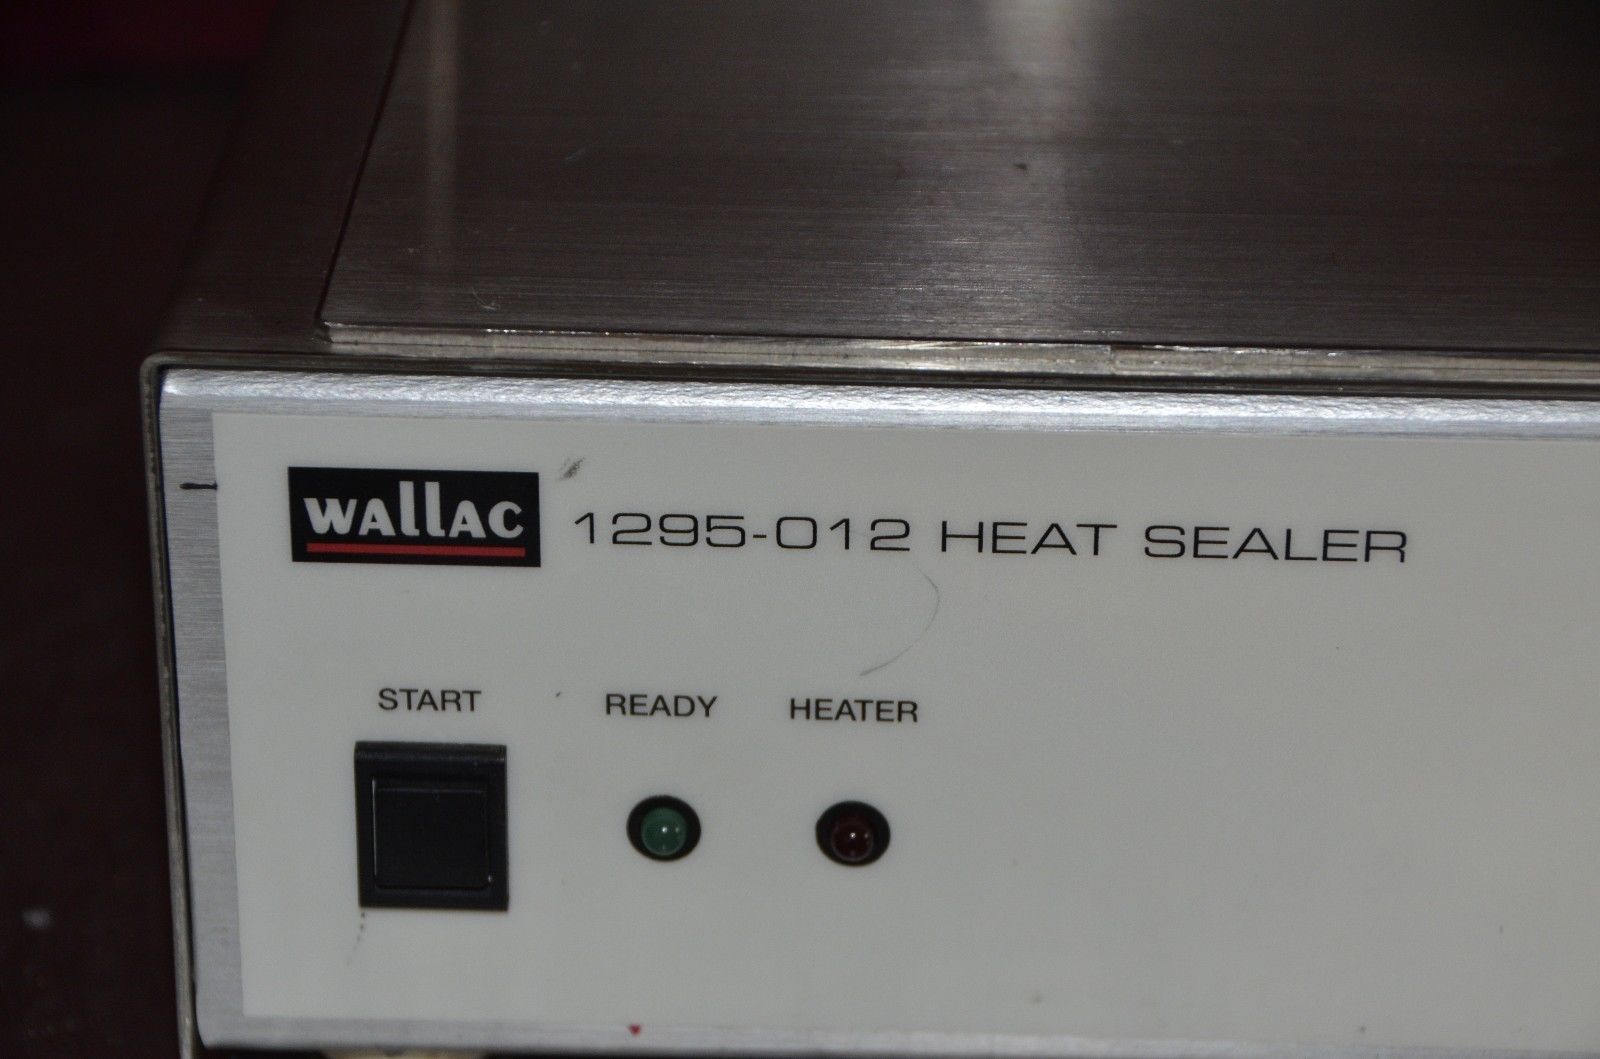 WALLAC 1295-012 HEAT SEALER
START READY HEATER